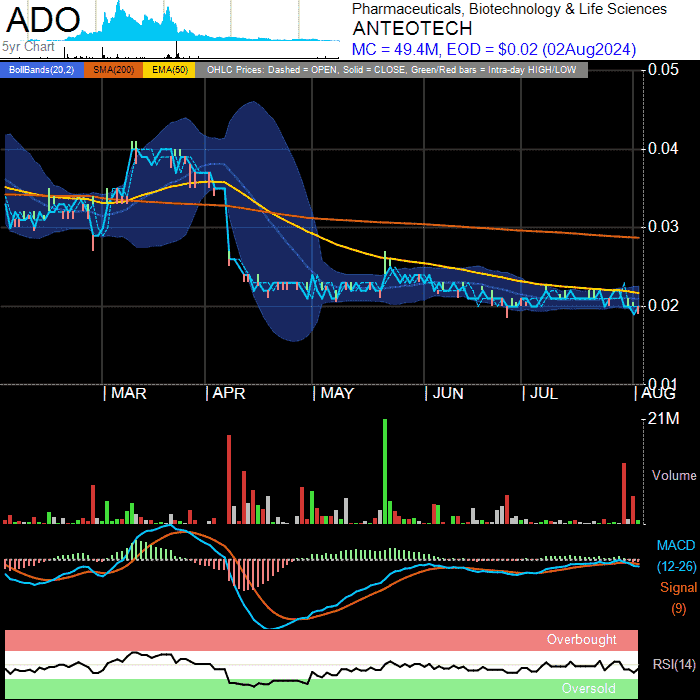 ADO
5yr Chart
Pharmaceuticals, Biotechnology & Life Sciences
ANTEOTECH
MC = 49.4M, EOD = $0.02 (02Aug2024)
BollBands(20,2) SMA(200) EMA(50) OHLC Prices: Dashed = OPEN, Solid = CLOSE, Green/Red bars = Intra-day HIGH/LOW
0.05
0.04
0.03
0.02
0.01
MAR APR MAY JUN JUL AUG
21M
Volume
MACD
(12-26)
Signal
(9)
Overbought
RSI(14)
Oversold